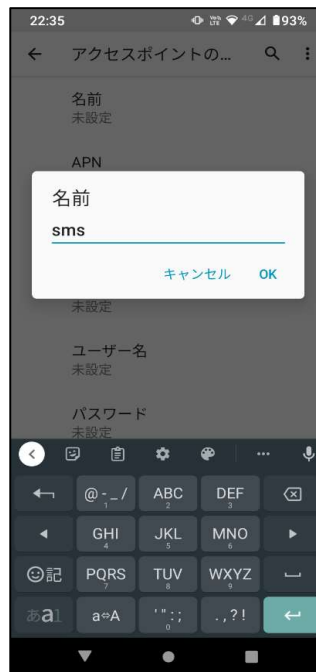 22:35
VoLTE 4G 93%
アクセスポイントの...
名前
未設定
APN
名前
sms
キャンセル OK
未設定
ユーザー名
未設定
パスワード
未設定
@-_/ ABC DEF
1 2 3
GHI JKL MNO
4 5 6
記 PQRS TUV WXYZ
7 8 9
あa1 a⇔A '":; .,?!
0